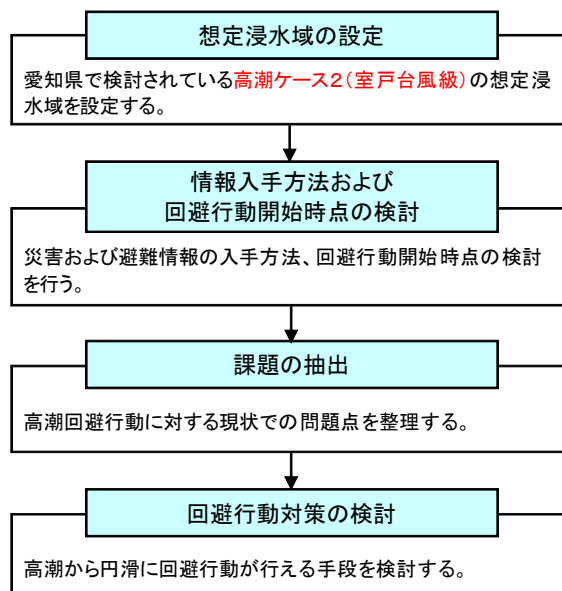 想定浸水域の設定
愛知県で検討されている高潮ケース2(室戸台風級)の想定浸
水域を設定する。
情報入手方法および
回避行動開始時点の検討
災害および避難情報の入手方法、回避行動開始時点の検討
を行う。
課題の抽出
高潮回避行動に対する現状での問題点を整理する。
回避行動対策の検討
高潮から円滑に回避行動が行える手段を検討する。